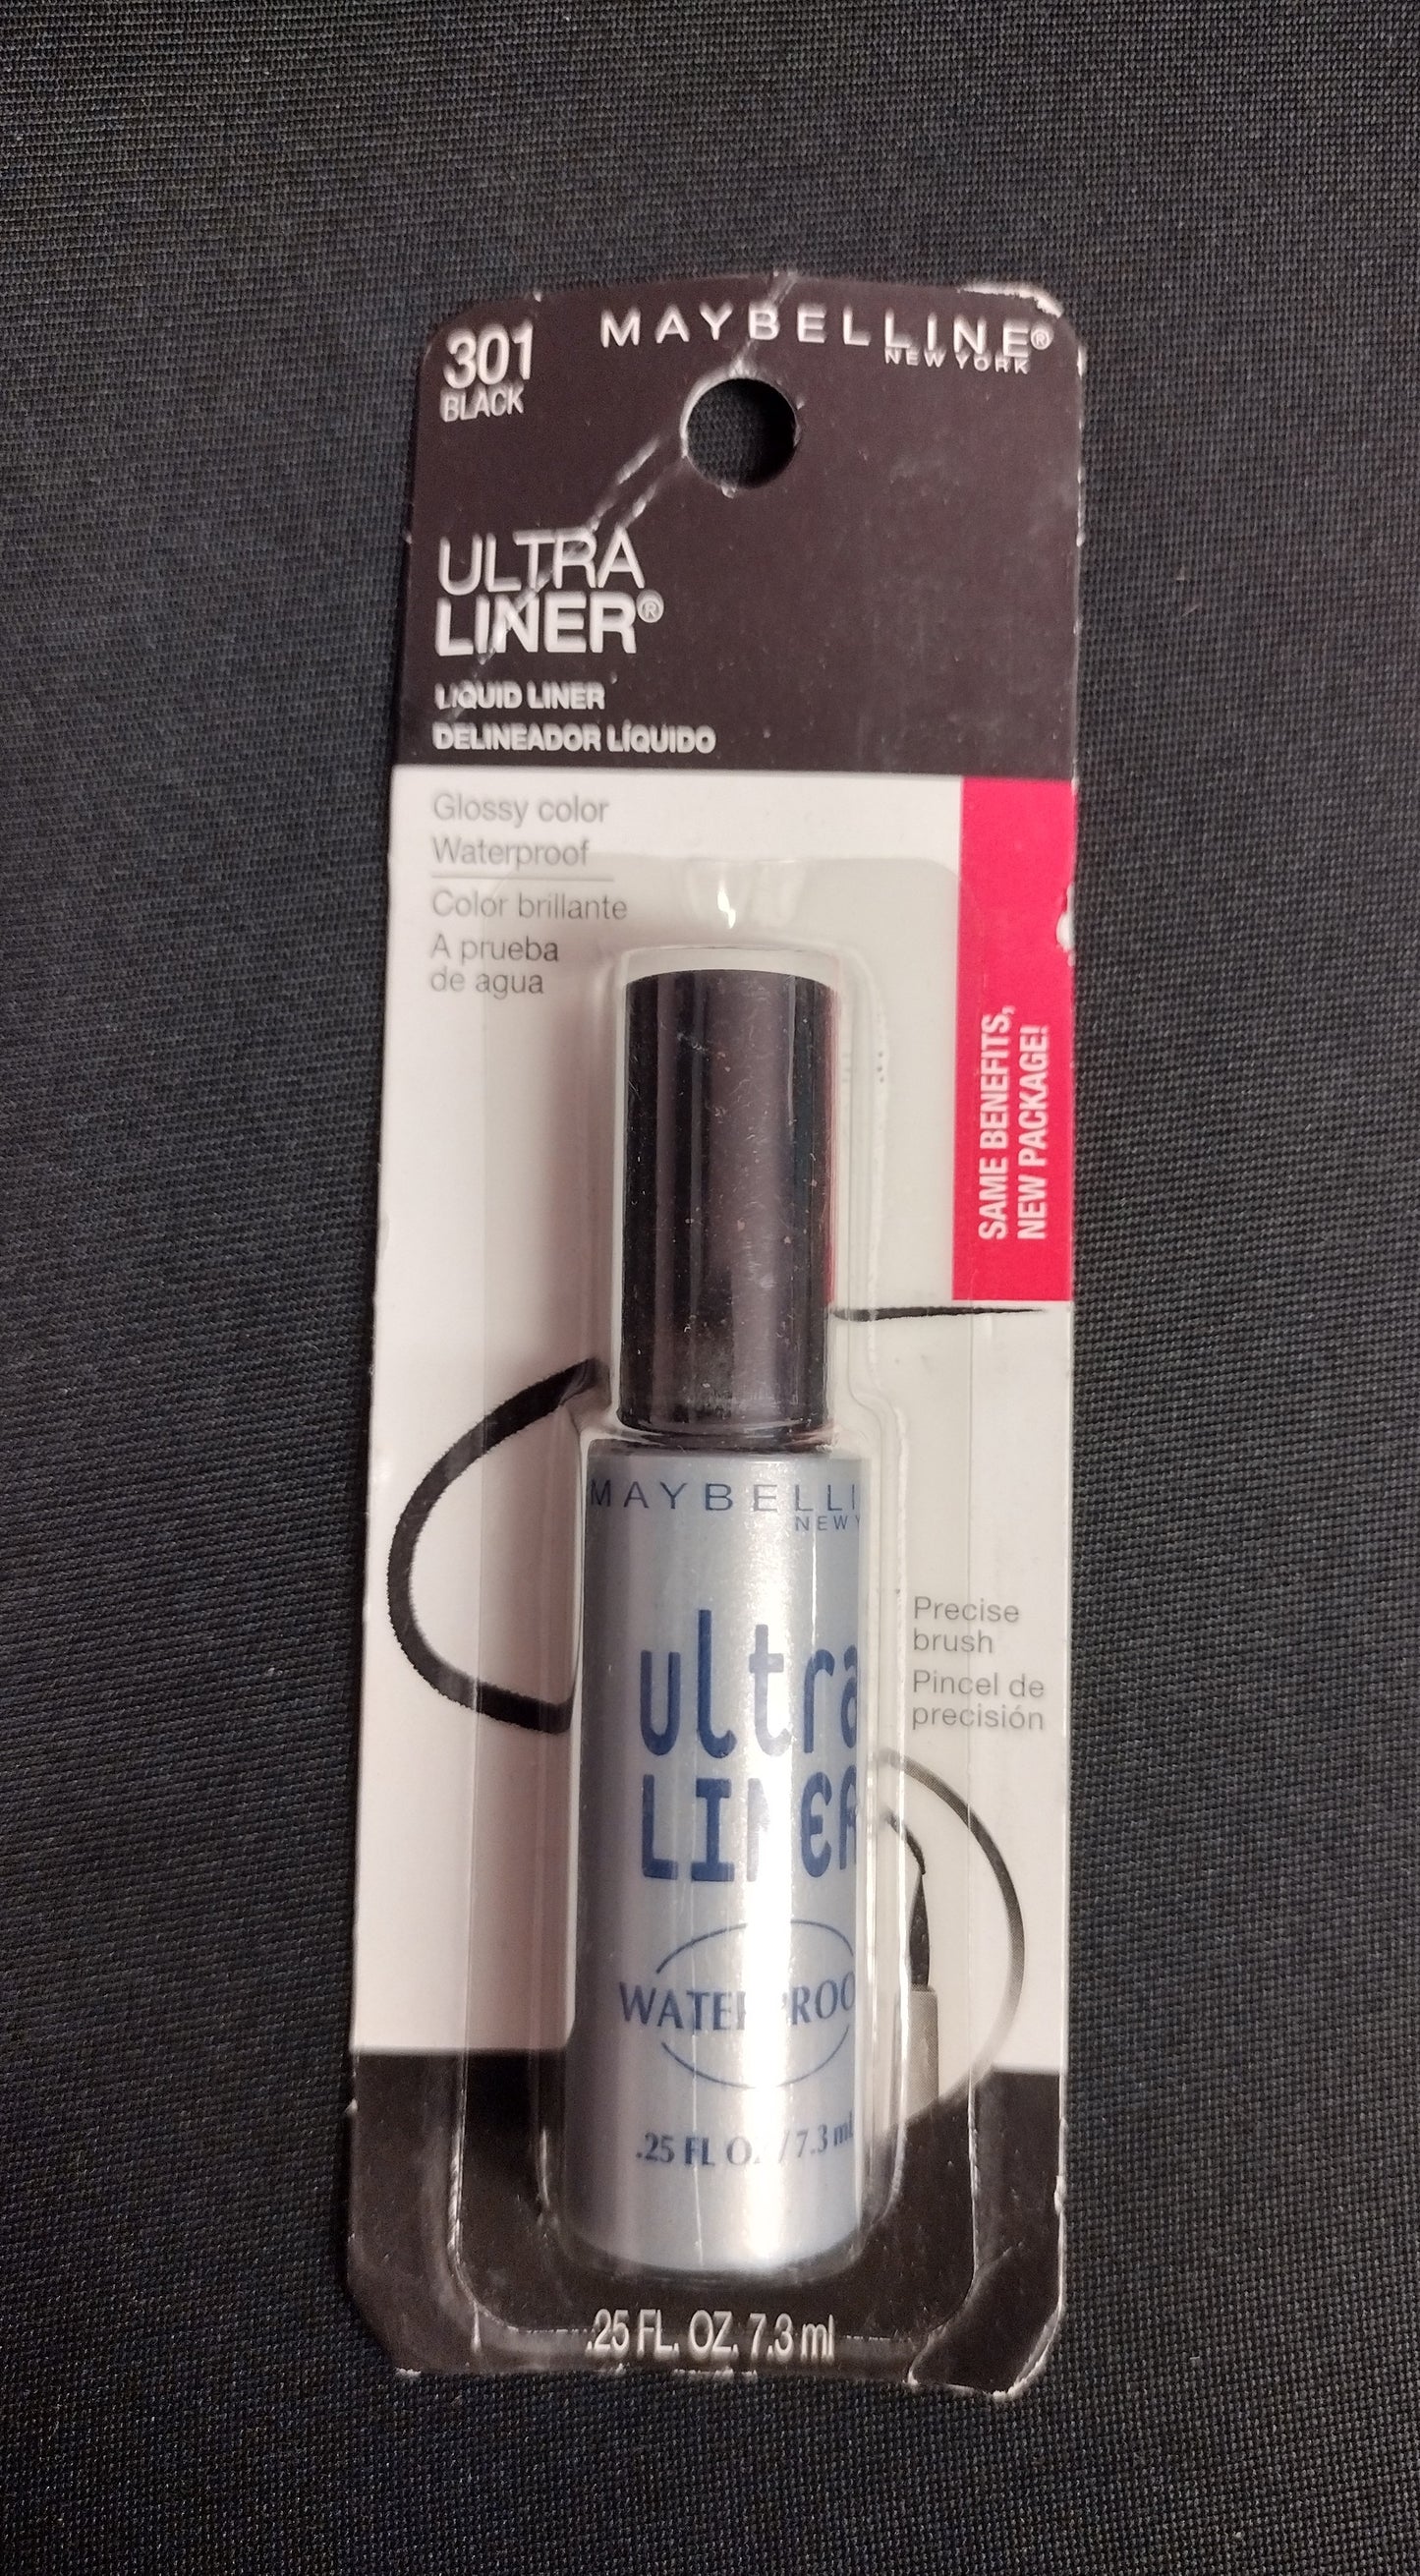 301
BLACK
MAYBELLINE®
NEW YORK
ULTRA
LINER®
LIQUID LINER
DELINEADOR LÍQUIDO
Glossy color
Waterproof
Color brillante
A prueba
de agua
SAME BENEFITS,
NEW PACKAGE!
MAYBELLI
NEW Y
ultra
LINER
WATERPROO
.25 FL OZ / 7.3 ml
Precise
brush
Pincel de
precisión
.25 FL. OZ. 7.3 ml